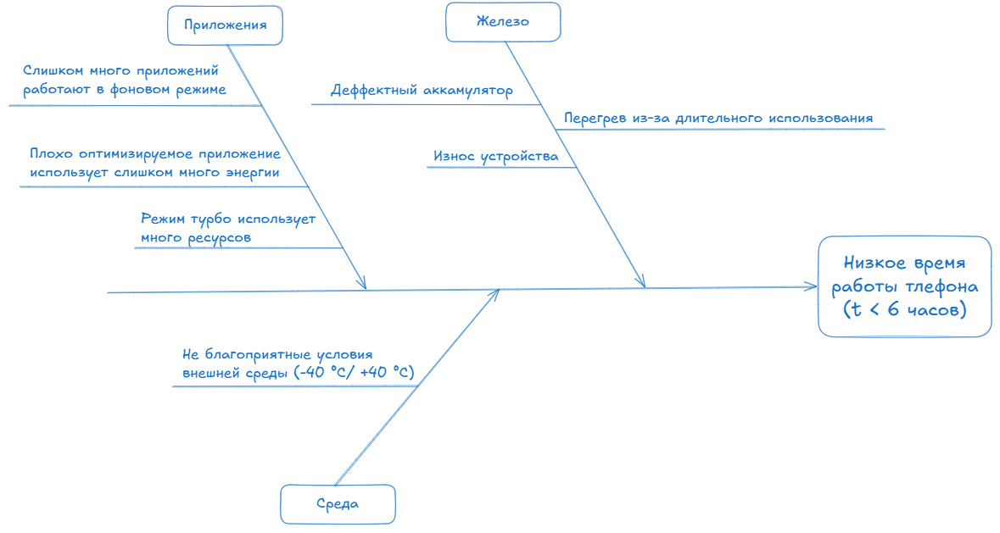 Приложения
Железо
Слишком много приложений
работают в фоновом режиме
Деффектный аккамулятор
Перегрев из-за длительного использования
Плохо оптимизируемое приложение
использует слишком много энергии
Износ устройства
Режим турбо использует
много ресурсов
Низкое время
работы тлефона
(t < 6 часов)
Не благоприятные условия
внешней среды (-40 °C/ +40 °C)
Среда